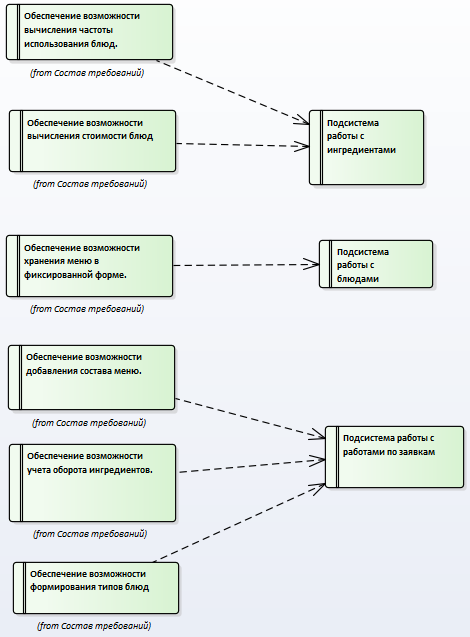 Обеспечение возможности
вычисления частоты
использования блюд.
(from Состав требований)
Обеспечение возможности
вычисления стоимости блюд
(from Состав требований)
Подсистема
работы с
ингредиентами
Обеспечение возможности
хранения меню в
фиксированной форме.
(from Состав требований)
Подсистема
работы с
блюдами
Обеспечение возможности
добавления состава меню.
(from Состав требований)
Обеспечение возможности
учета оборота ингредиентов.
(from Состав требований)
Подсистема работы с
работами по заявкам
Обеспечение возможности
формирования типов блюд
(from Состав требований)